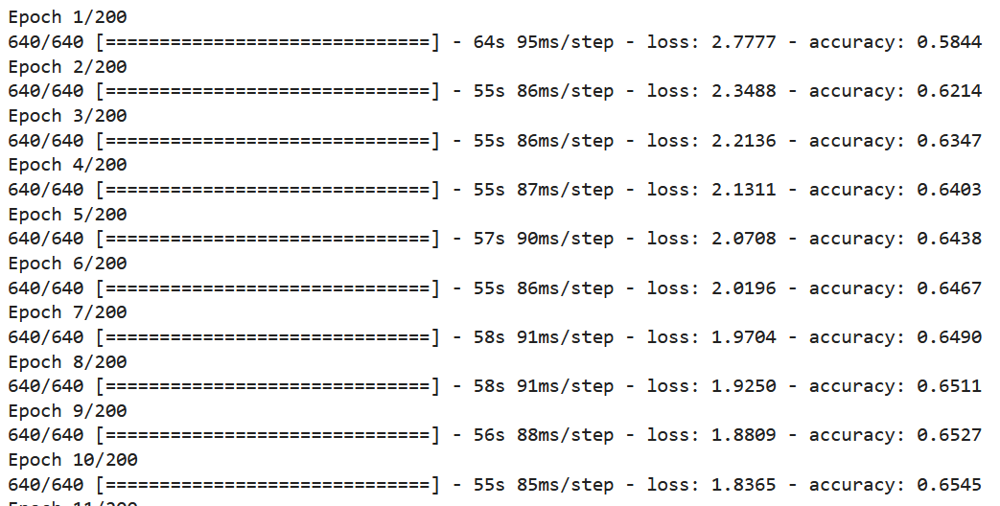 Epoch 1/200
640/640 [==============================] - 64s 95ms/step - loss: 2.7777 - accuracy: 0.5844
Epoch 2/200
640/640 [==============================] - 55s 86ms/step - loss: 2.3488 - accuracy: 0.6214
Epoch 3/200
640/640 [==============================] - 55s 86ms/step - loss: 2.2136 - accuracy: 0.6347
Epoch 4/200
640/640 [==============================] - 55s 87ms/step - loss: 2.1311 - accuracy: 0.6403
Epoch 5/200
640/640 [==============================] - 57s 90ms/step - loss: 2.0708 - accuracy: 0.6438
Epoch 6/200
640/640 [==============================] - 55s 86ms/step - loss: 2.0196 - accuracy: 0.6467
Epoch 7/200
640/640 [==============================] - 58s 91ms/step - loss: 1.9704 - accuracy: 0.6490
Epoch 8/200
640/640 [==============================] - 58s 91ms/step - loss: 1.9250 - accuracy: 0.6511
Epoch 9/200
640/640 [==============================] - 56s 88ms/step - loss: 1.8809 - accuracy: 0.6527
Epoch 10/200
640/640 [==============================] - 55s 85ms/step - loss: 1.8365 - accuracy: 0.6545
Epoch 11/200